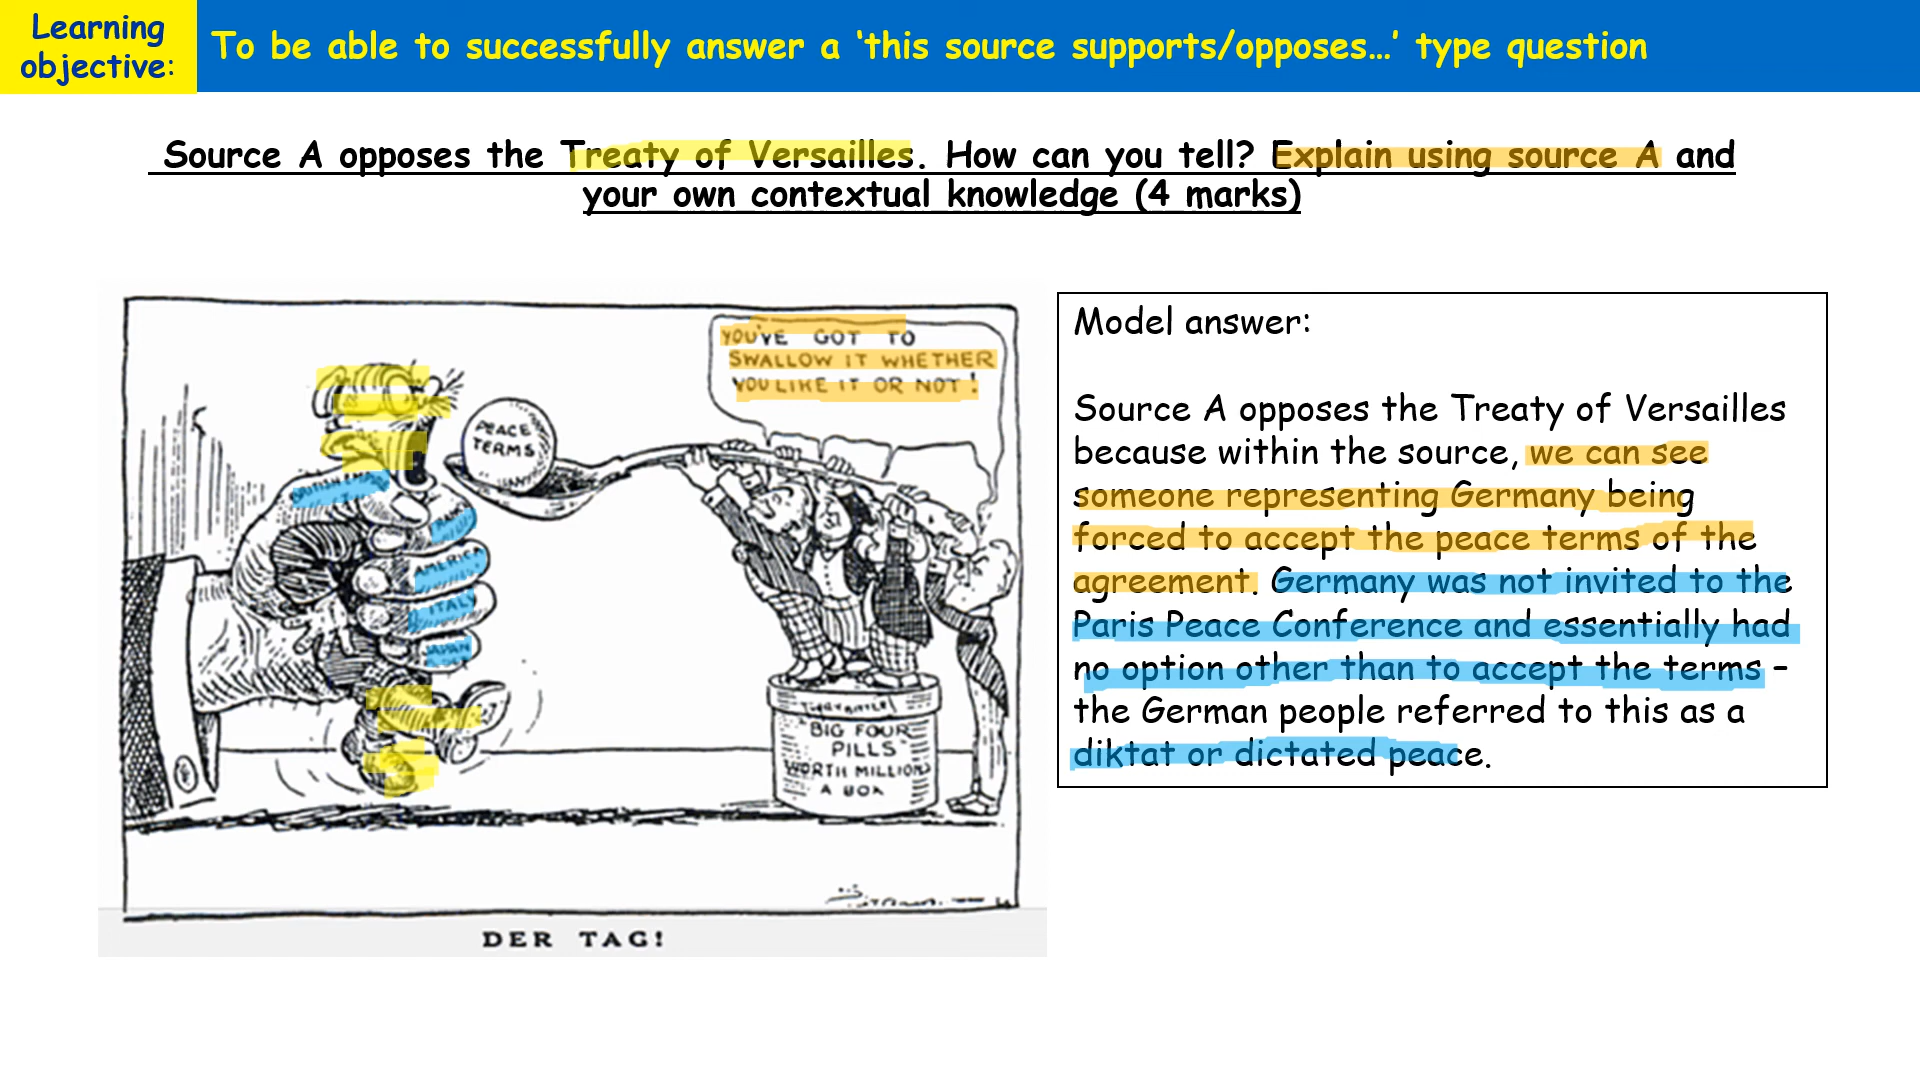 Learning
objective:
To be able to successfully answer a ‘this source supports/opposes…’ type question
Source A opposes the Treaty of Versailles. How can you tell? Explain using source A and
your own contextual knowledge (4 marks)
YOU'VE GOT TO
SWALLOW IT WHETHER
YOU LIKE IT OR NOT!
PEACE
TERMS
BRITISH EMPIRE
FRANCE
AMERICA
ITALY
JAPAN
"BIG FOUR
PILLS"
WORTH MILLIONS
A BOX
DER TAG!
Model answer:
Source A opposes the Treaty of Versailles
because within the source, we can see
someone representing Germany being
forced to accept the peace terms of the
agreement. Germany was not invited to the
Paris Peace Conference and essentially had
no option other than to accept the terms –
the German people referred to this as a
diktat or dictated peace.